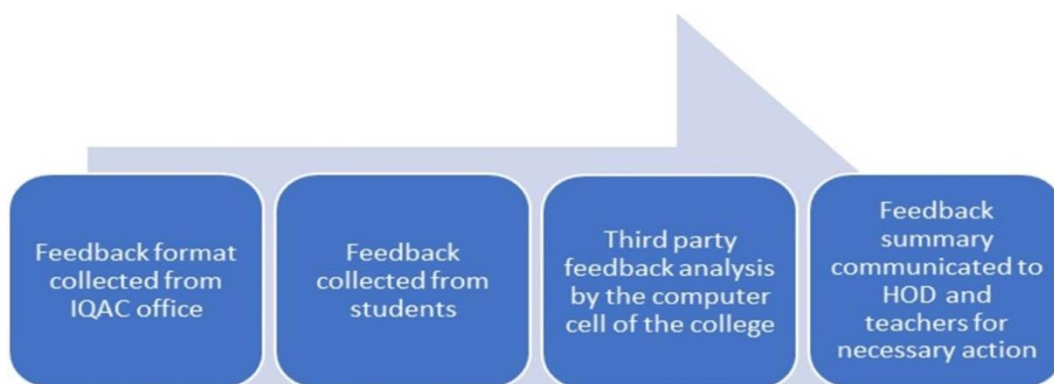 Feedback format
collected from
IQAC office
Feedback
collected from
students
Third party
feedback analysis
by the computer
cell of the college
Feedback
summary
communicated to
HOD and
teachers for
necessary action